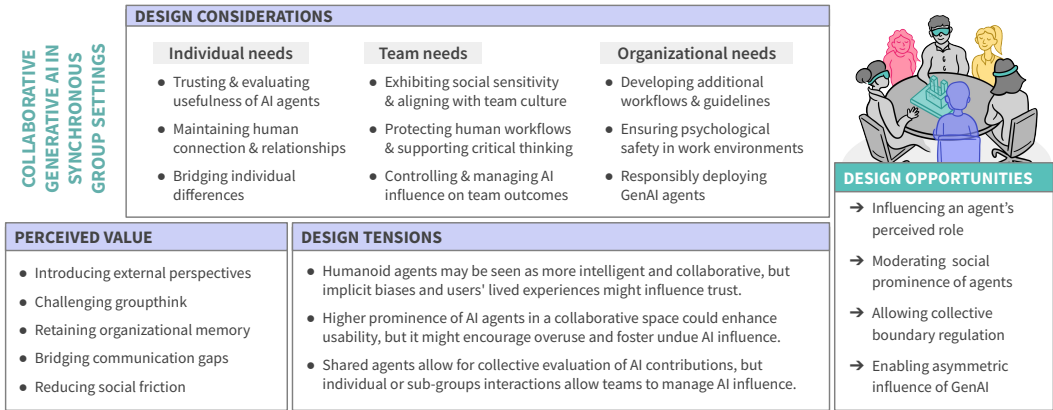 COLLABORATIVE
GENERATIVE AI IN
SYNCHRONOUS
GROUP SETTINGS
DESIGN CONSIDERATIONS
Individual needs
● Trusting & evaluating
usefulness of AI agents
● Maintaining human
connection & relationships
● Bridging individual
differences
Team needs
● Exhibiting social sensitivity
& aligning with team culture
● Protecting human workflows
& supporting critical thinking
● Controlling & managing AI
influence on team outcomes
Organizational needs
● Developing additional
workflows & guidelines
● Ensuring psychological
safety in work environments
● Responsibly deploying
GenAI agents
PERCEIVED VALUE
● Introducing external perspectives
● Challenging groupthink
● Retaining organizational memory
● Bridging communication gaps
● Reducing social friction
DESIGN TENSIONS
● Humanoid agents may be seen as more intelligent and collaborative, but
implicit biases and users' lived experiences might influence trust.
● Higher prominence of AI agents in a collaborative space could enhance
usability, but it might encourage overuse and foster undue AI influence.
● Shared agents allow for collective evaluation of AI contributions, but
individual or sub-groups interactions allow teams to manage AI influence.
DESIGN OPPORTUNITIES
➔ Influencing an agent’s
perceived role
➔ Moderating social
prominence of agents
➔ Allowing collective
boundary regulation
➔ Enabling asymmetric
influence of GenAI